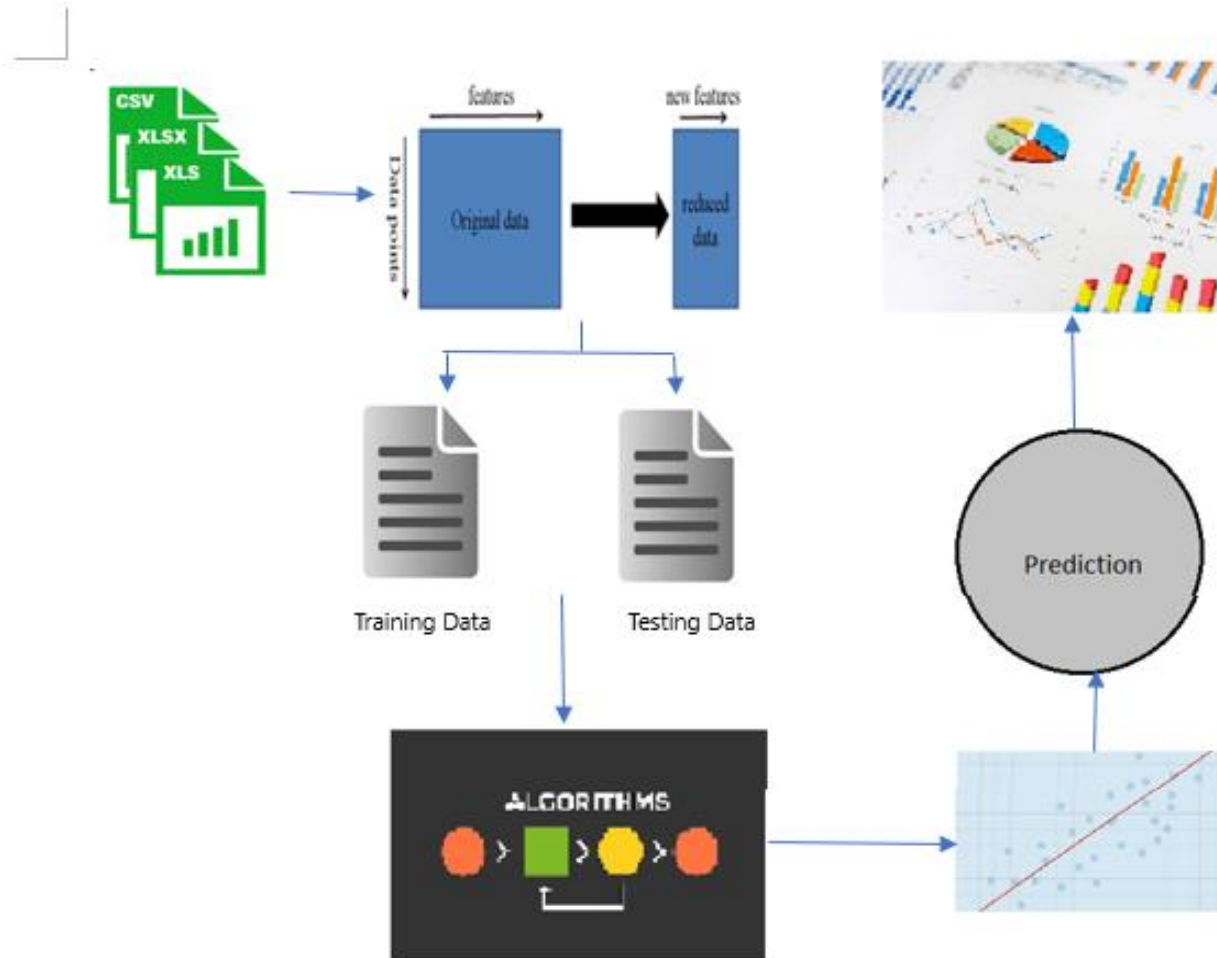 CSV
XLSX
XLS
features
Data points
Original data
new features
reduced
data
Training Data
Testing Data
ALGORITHMS
Prediction